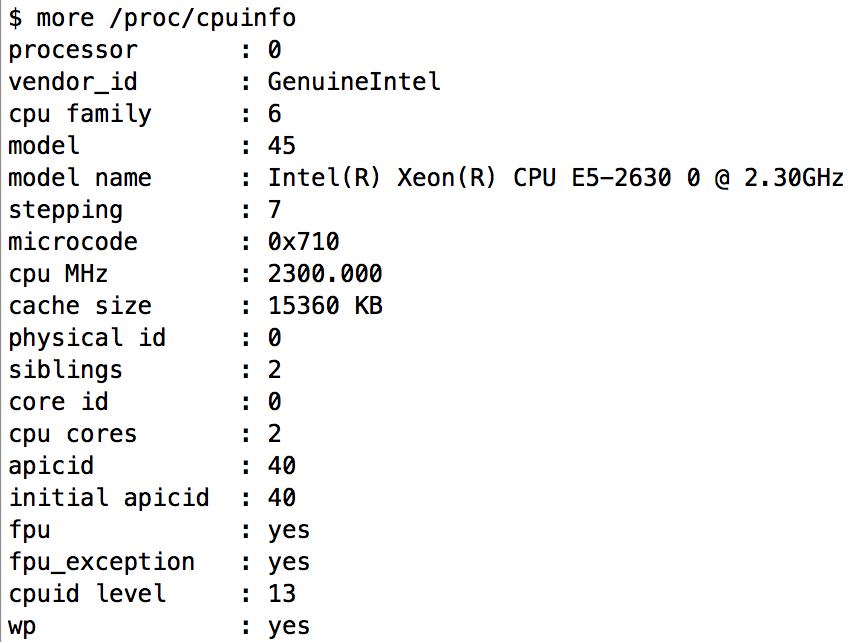 $ more /proc/cpuinfo
processor : 0
vendor_id : GenuineIntel
cpu family : 6
model : 45
model name : Intel(R) Xeon(R) CPU E5-2630 0 @ 2.30GHz
stepping : 7
microcode : 0x710
cpu MHz : 2300.000
cache size : 15360 KB
physical id : 0
siblings : 2
core id : 0
cpu cores : 2
apicid : 40
initial apicid : 40
fpu : yes
fpu_exception : yes
cpuid level : 13
wp : yes